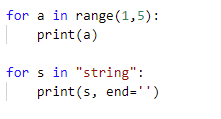 for a in range(1,5):
    print(a)

for s in "string":
    print(s, end='')